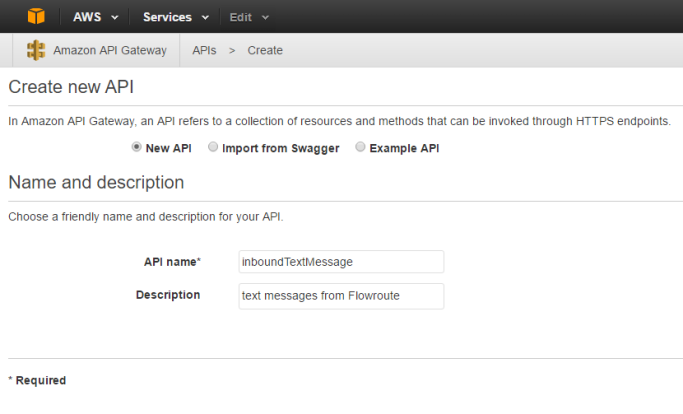 AWS Services Edit
Amazon API Gateway APIs > Create
Create new API
In Amazon API Gateway, an API refers to a collection of resources and methods that can be invoked through HTTPS endpoints.
New API Import from Swagger Example API
Name and description
Choose a friendly name and description for your API.
API name* inboundTextMessage
Description text messages from Flowroute
* Required